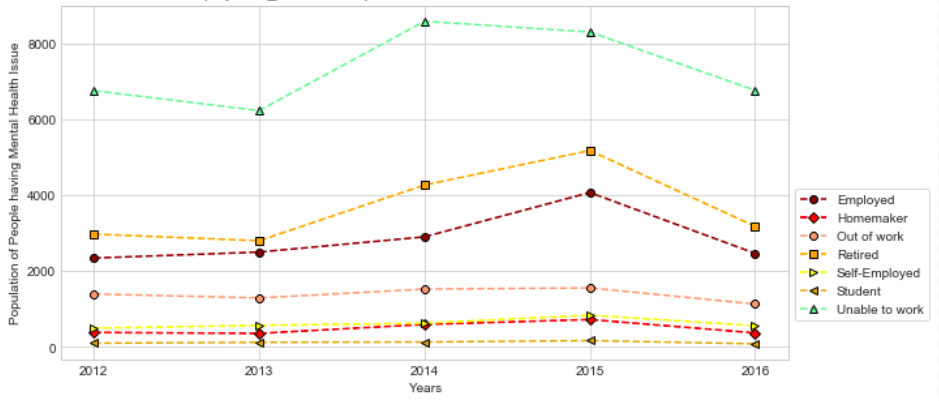 8000
6000
4000
2000
0
Population of People having Mental Health Issue
2012 2013 2014 2015 2016
Years
Employed
Homemaker
Out of work
Retired
Self-Employed
Student
Unable to work